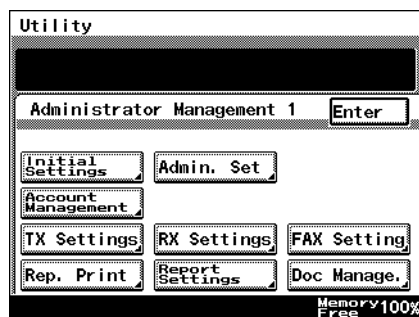 Utility
Administrator Management 1 Enter
Initial
Settings
Admin. Set
Account
Management
TX Settings RX Settings FAX Setting
Rep. Print
Report
Settings
Doc Manage.
Memory
Free 100%